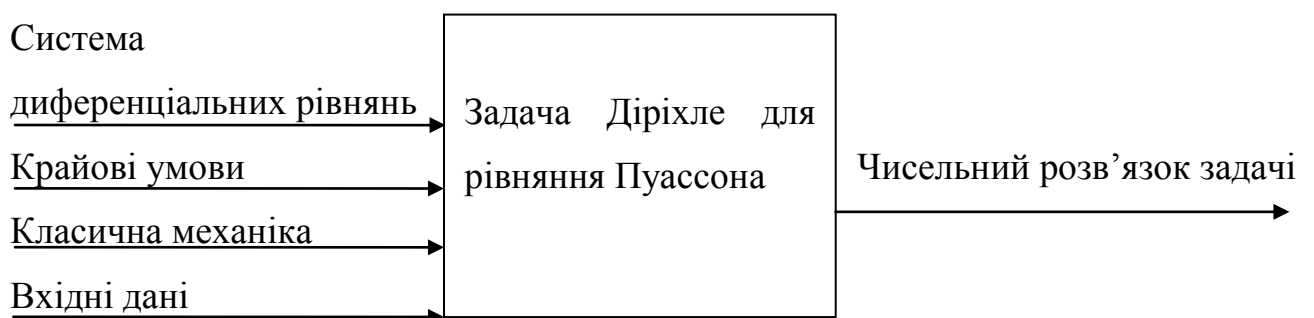 Система
диференціальних рівнянь
Крайові умови
Класична механіка
Вхідні дані
Задача Діріхле для
рівняння Пуассона
Чисельний розв’язок задачі